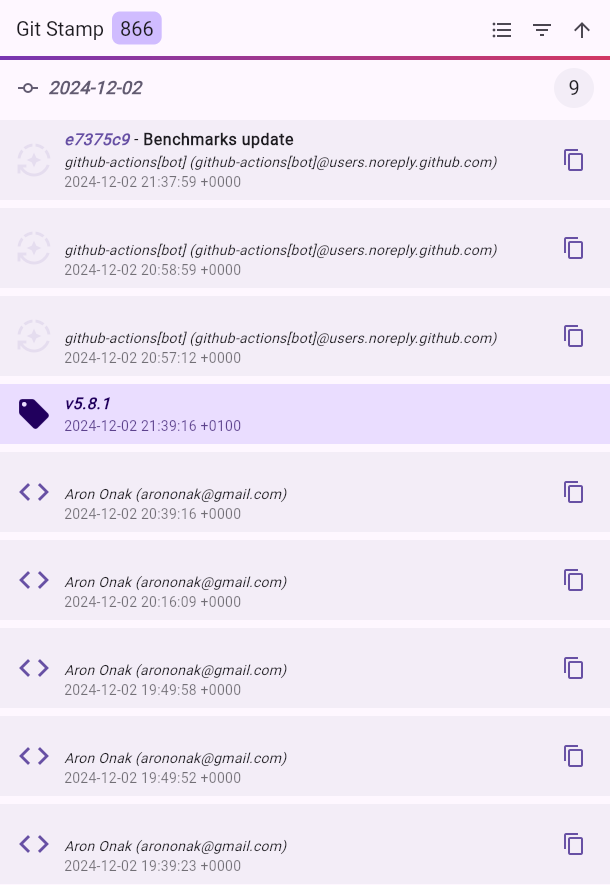 Git Stamp 866
2024-12-02 9
e7375c9 - Benchmarks update
github-actions[bot] (github-actions[bot]@users.noreply.github.com)
2024-12-02 21:37:59 +0000
github-actions[bot] (github-actions[bot]@users.noreply.github.com)
2024-12-02 20:58:59 +0000
github-actions[bot] (github-actions[bot]@users.noreply.github.com)
2024-12-02 20:57:12 +0000
v5.8.1
2024-12-02 21:39:16 +0100
Aron Onak (arononak@gmail.com)
2024-12-02 20:39:16 +0000
Aron Onak (arononak@gmail.com)
2024-12-02 20:16:09 +0000
Aron Onak (arononak@gmail.com)
2024-12-02 19:49:58 +0000
Aron Onak (arononak@gmail.com)
2024-12-02 19:49:52 +0000
Aron Onak (arononak@gmail.com)
2024-12-02 19:39:23 +0000